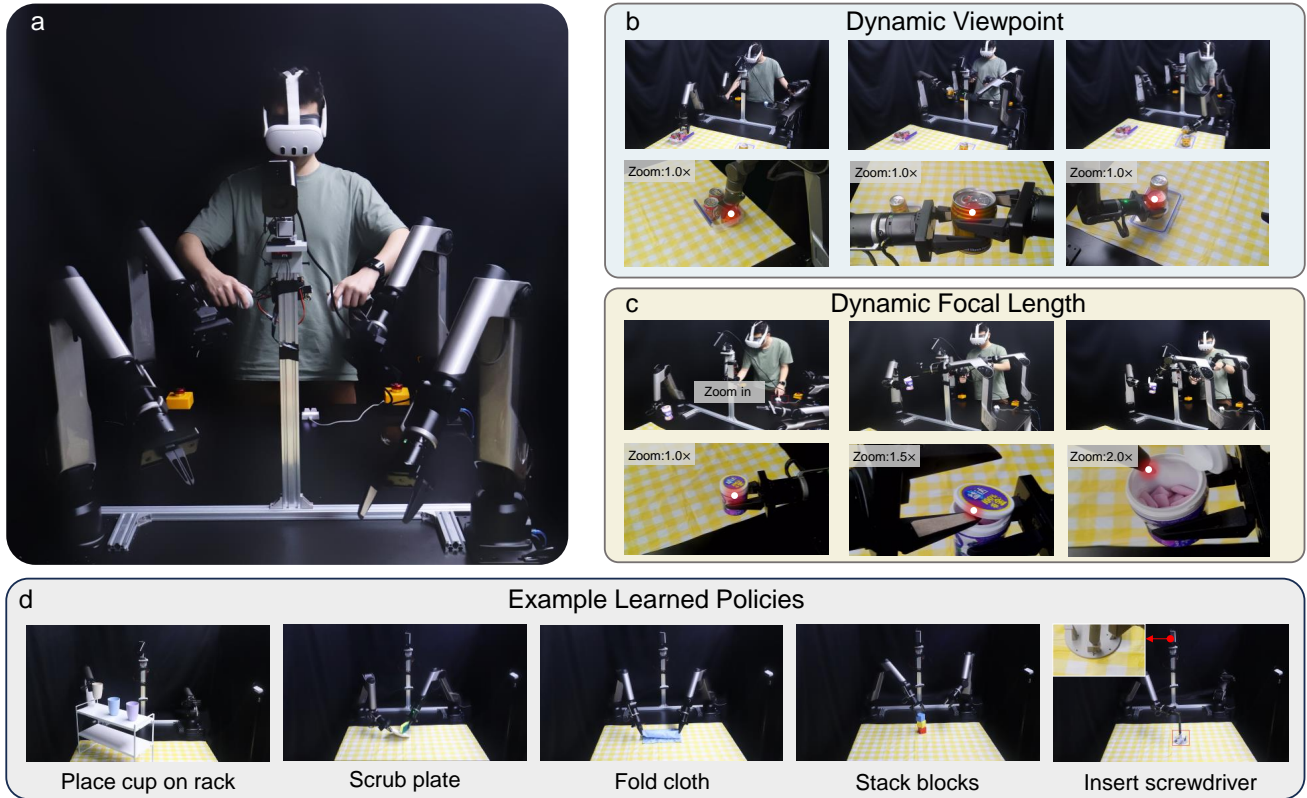 a
b
Dynamic Viewpoint
Zoom:1.0×
Zoom:1.0×
Zoom:1.0×
c
Dynamic Focal Length
Zoom in
Zoom:1.0×
Zoom:1.5×
Zoom:2.0×
d
Example Learned Policies
Place cup on rack
Scrub plate
Fold cloth
Stack blocks
Insert screwdriver